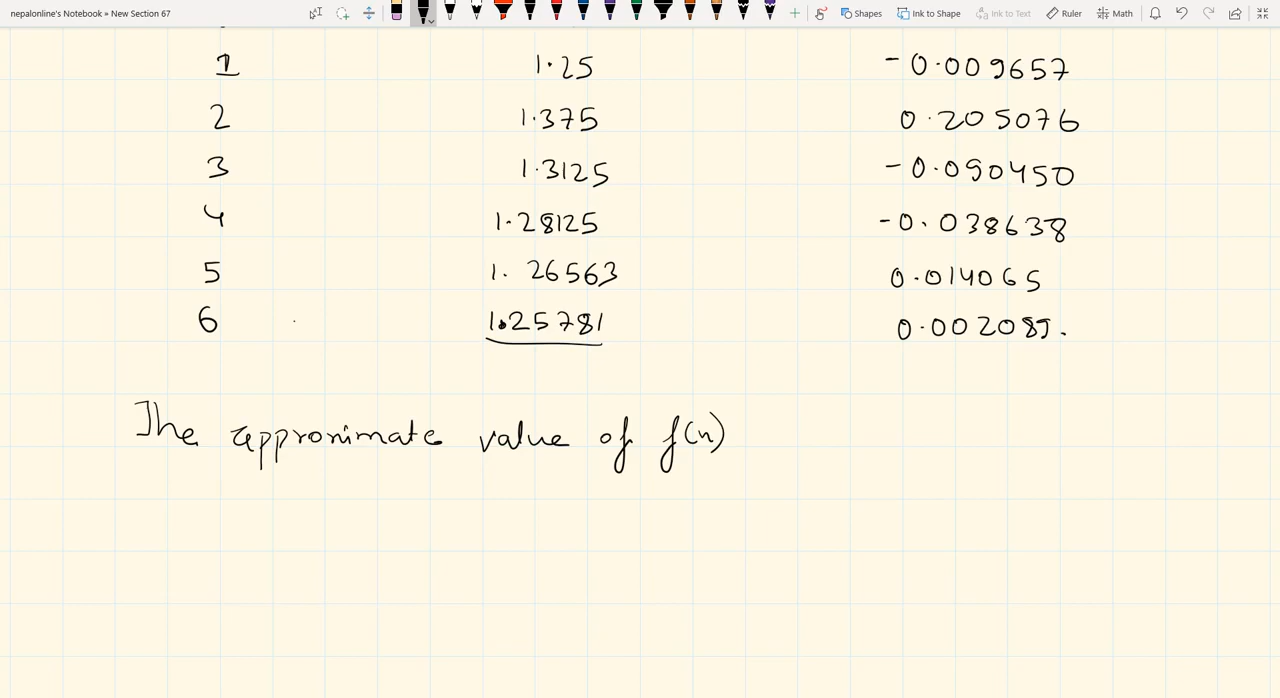 nepalonline's Notebook » New Section 67
Shapes Ink to Shape Ink to Text Ruler Math
1 1.25 -0.009657
2 1.375 0.205076
3 1.3125 -0.090450
4 1.28125 -0.038638
5 1.26563 0.014065
6 1.25781 0.002085.
The approximate value of f(x)